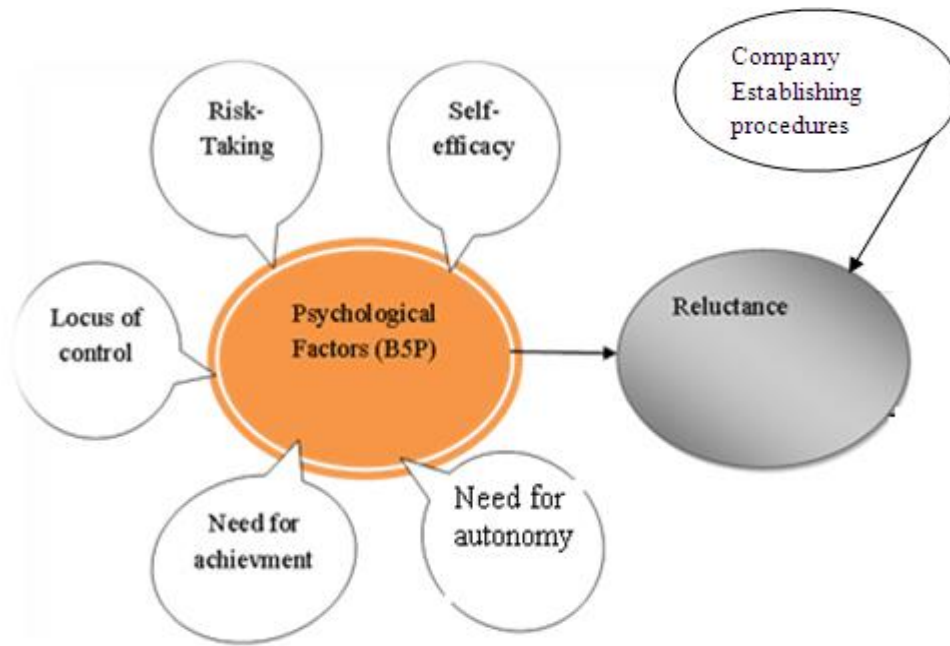 Company
Establishing
procedures
Risk-
Taking
Self-
efficacy
Locus of
control
Psychological
Factors (B5P)
Reluctance
Need for
achievment
Need for
autonomy